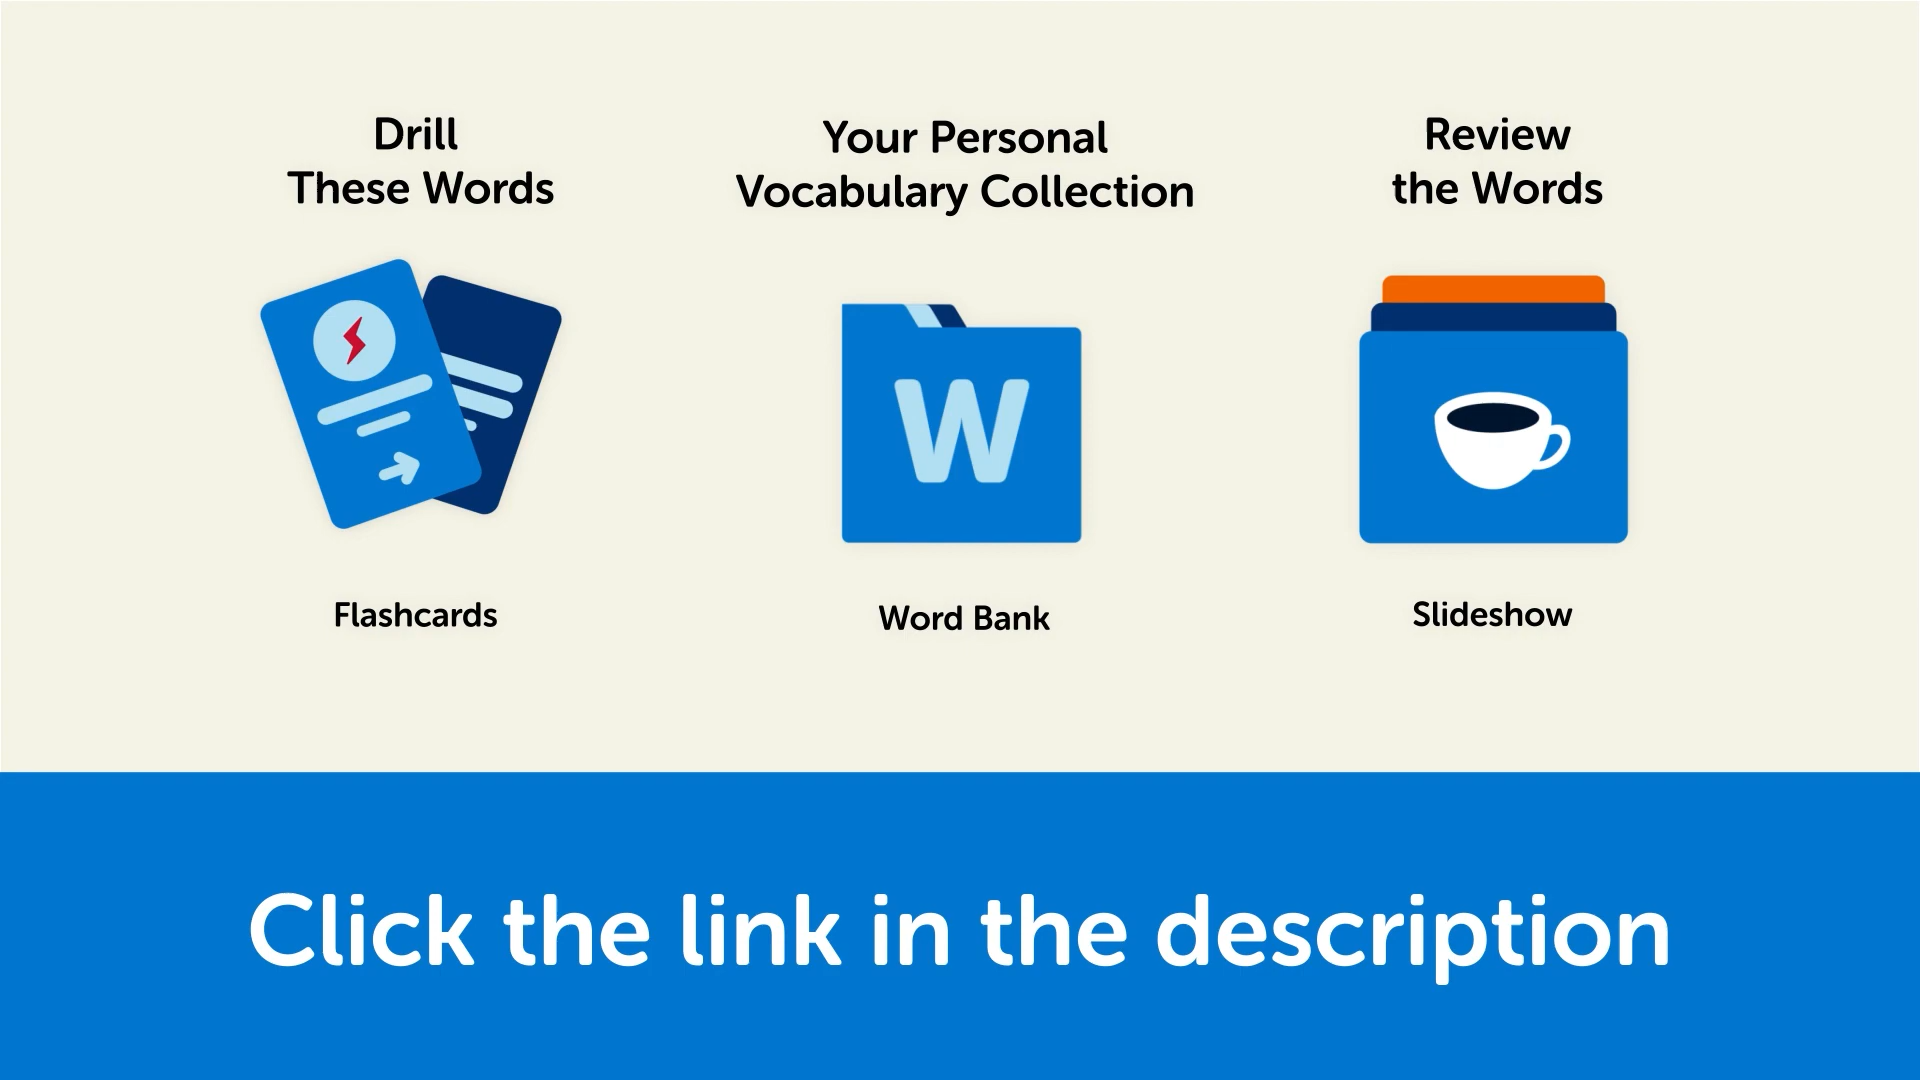 Drill
These Words
Your Personal
Vocabulary Collection
Review
the Words
W
Flashcards
Word Bank
Slideshow
Click the link in the description